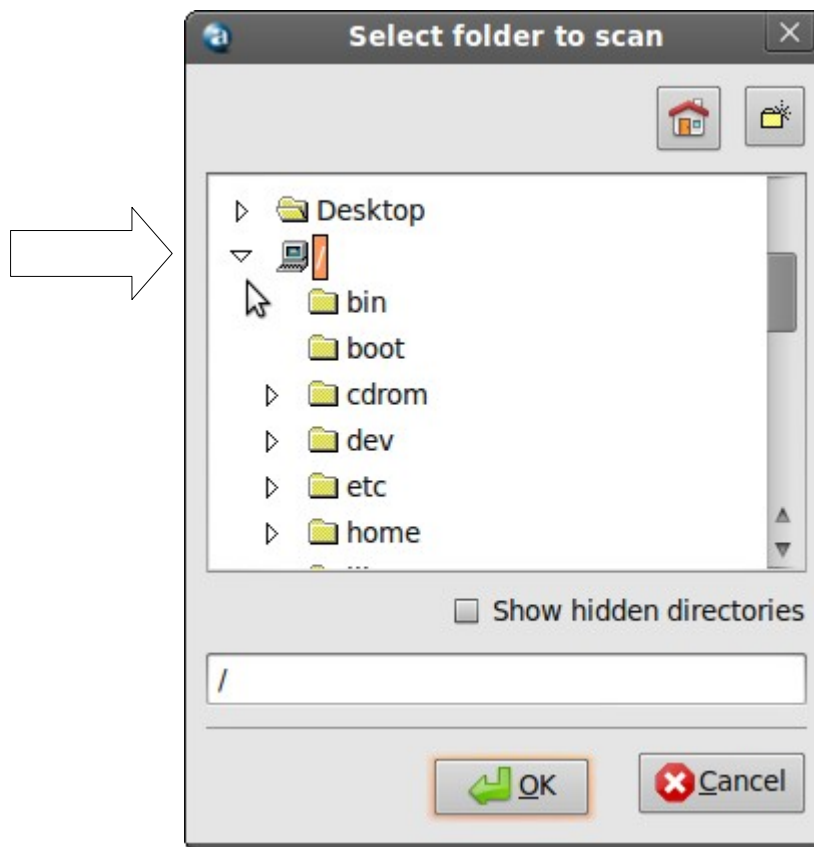 Select folder to scan
Desktop
/
bin
boot
cdrom
dev
etc
home
Show hidden directories
/
OK
Cancel